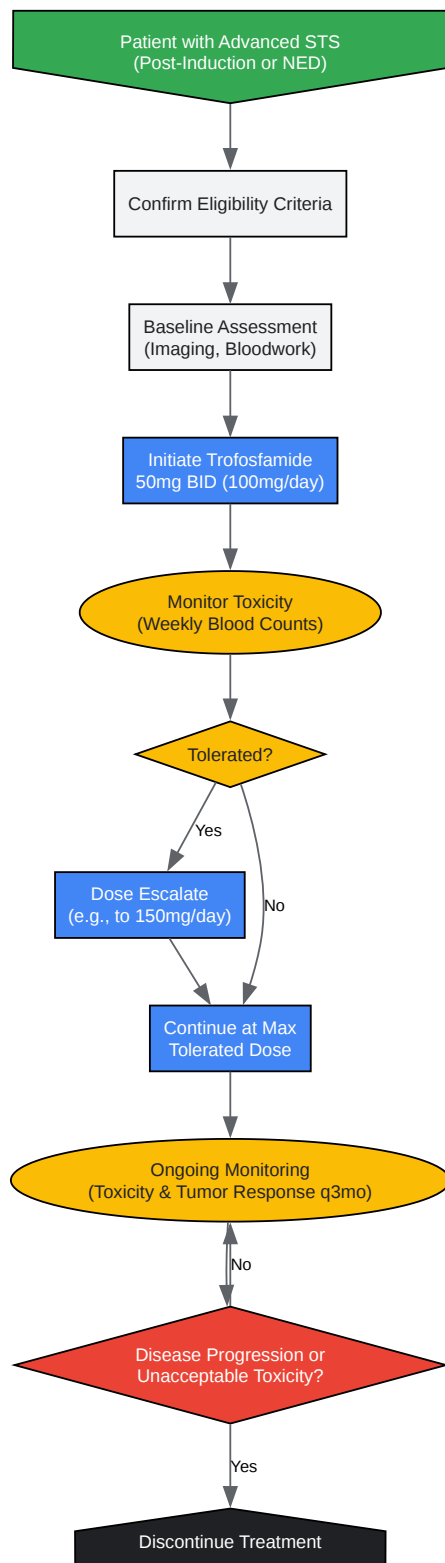 Patient with Advanced STS
(Post-Induction or NED)
Confirm Eligibility Criteria
Baseline Assessment
(Imaging, Bloodwork)
Initiate Trofosfamide
50mg BID (100mg/day)
Monitor Toxicity
(Weekly Blood Counts)
Tolerated?
Yes
Dose Escalate
(e.g., to 150mg/day)
No
Continue at Max
Tolerated Dose
Ongoing Monitoring
(Toxicity & Tumor Response q3mo)
No
Disease Progression or
Unacceptable Toxicity?
Yes
Discontinue Treatment